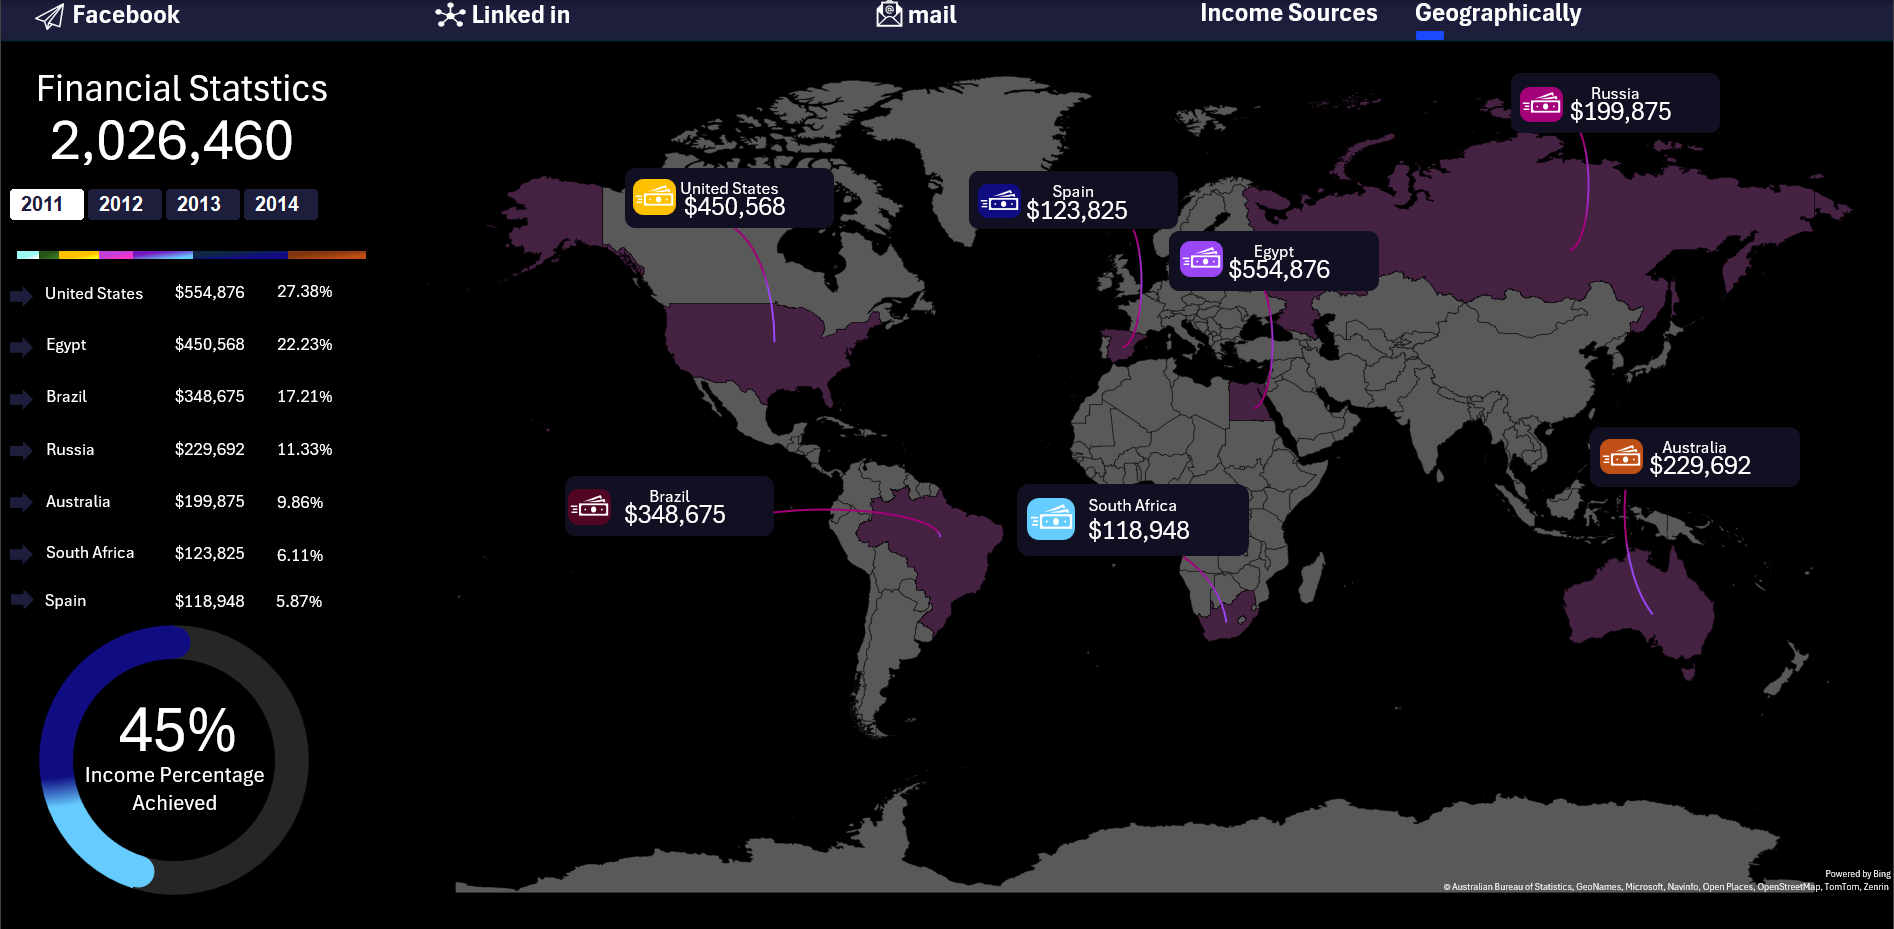 Facebook
Linked in
mail
Income Sources
Geographically
Financial Statstics
2,026,460
2011 2012 2013 2014
United States $554,876 27.38%
Egypt $450,568 22.23%
Brazil $348,675 17.21%
Russia $229,692 11.33%
Australia $199,875 9.86%
South Africa $123,825 6.11%
Spain $118,948 5.87%
45%
Income Percentage
Achieved
Russia
$199,875
United States
$450,568
Spain
$123,825
Egypt
$554,876
Australia
$229,692
Brazil
$348,675
South Africa
$118,948
Powered by Bing
© Australian Bureau of Statistics, GeoNames, Microsoft, Navinfo, Open Places, OpenStreetMap, TomTom, Zenrin